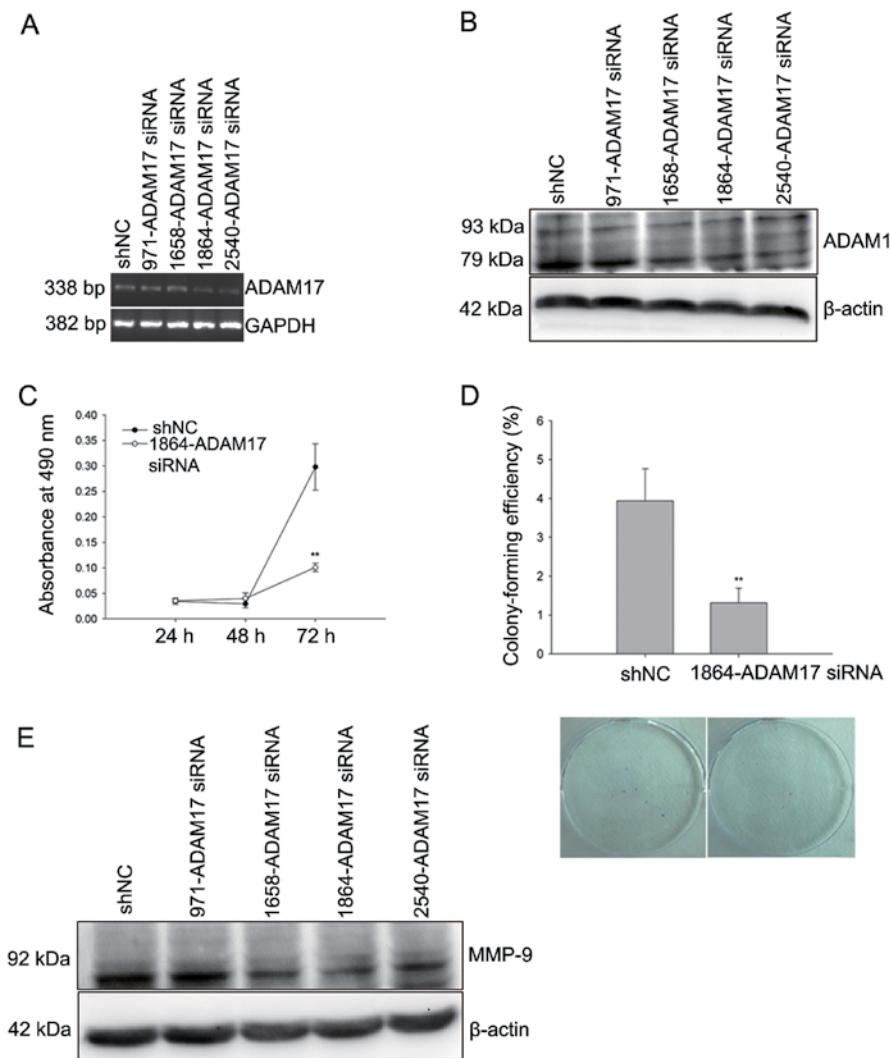 A
shNC
971-ADAM17 siRNA
1658-ADAM17 siRNA
1864-ADAM17 siRNA
2540-ADAM17 siRNA
338 bp
ADAM17
382 bp
GAPDH
B
shNC
971-ADAM17 siRNA
1658-ADAM17 siRNA
1864-ADAM17 siRNA
2540-ADAM17 siRNA
93 kDa
79 kDa
ADAM1
42 kDa
β-actin
C
Absorbance at 490 nm
0.40
0.35
0.30
0.25
0.20
0.15
0.10
0.05
0.00
shNC
1864-ADAM17
siRNA
**
24 h 48 h 72 h
D
Colony-forming efficiency (%)
6
5
4
3
2
1
0
**
shNC 1864-ADAM17 siRNA
E
shNC
971-ADAM17 siRNA
1658-ADAM17 siRNA
1864-ADAM17 siRNA
2540-ADAM17 siRNA
92 kDa
MMP-9
42 kDa
β-actin